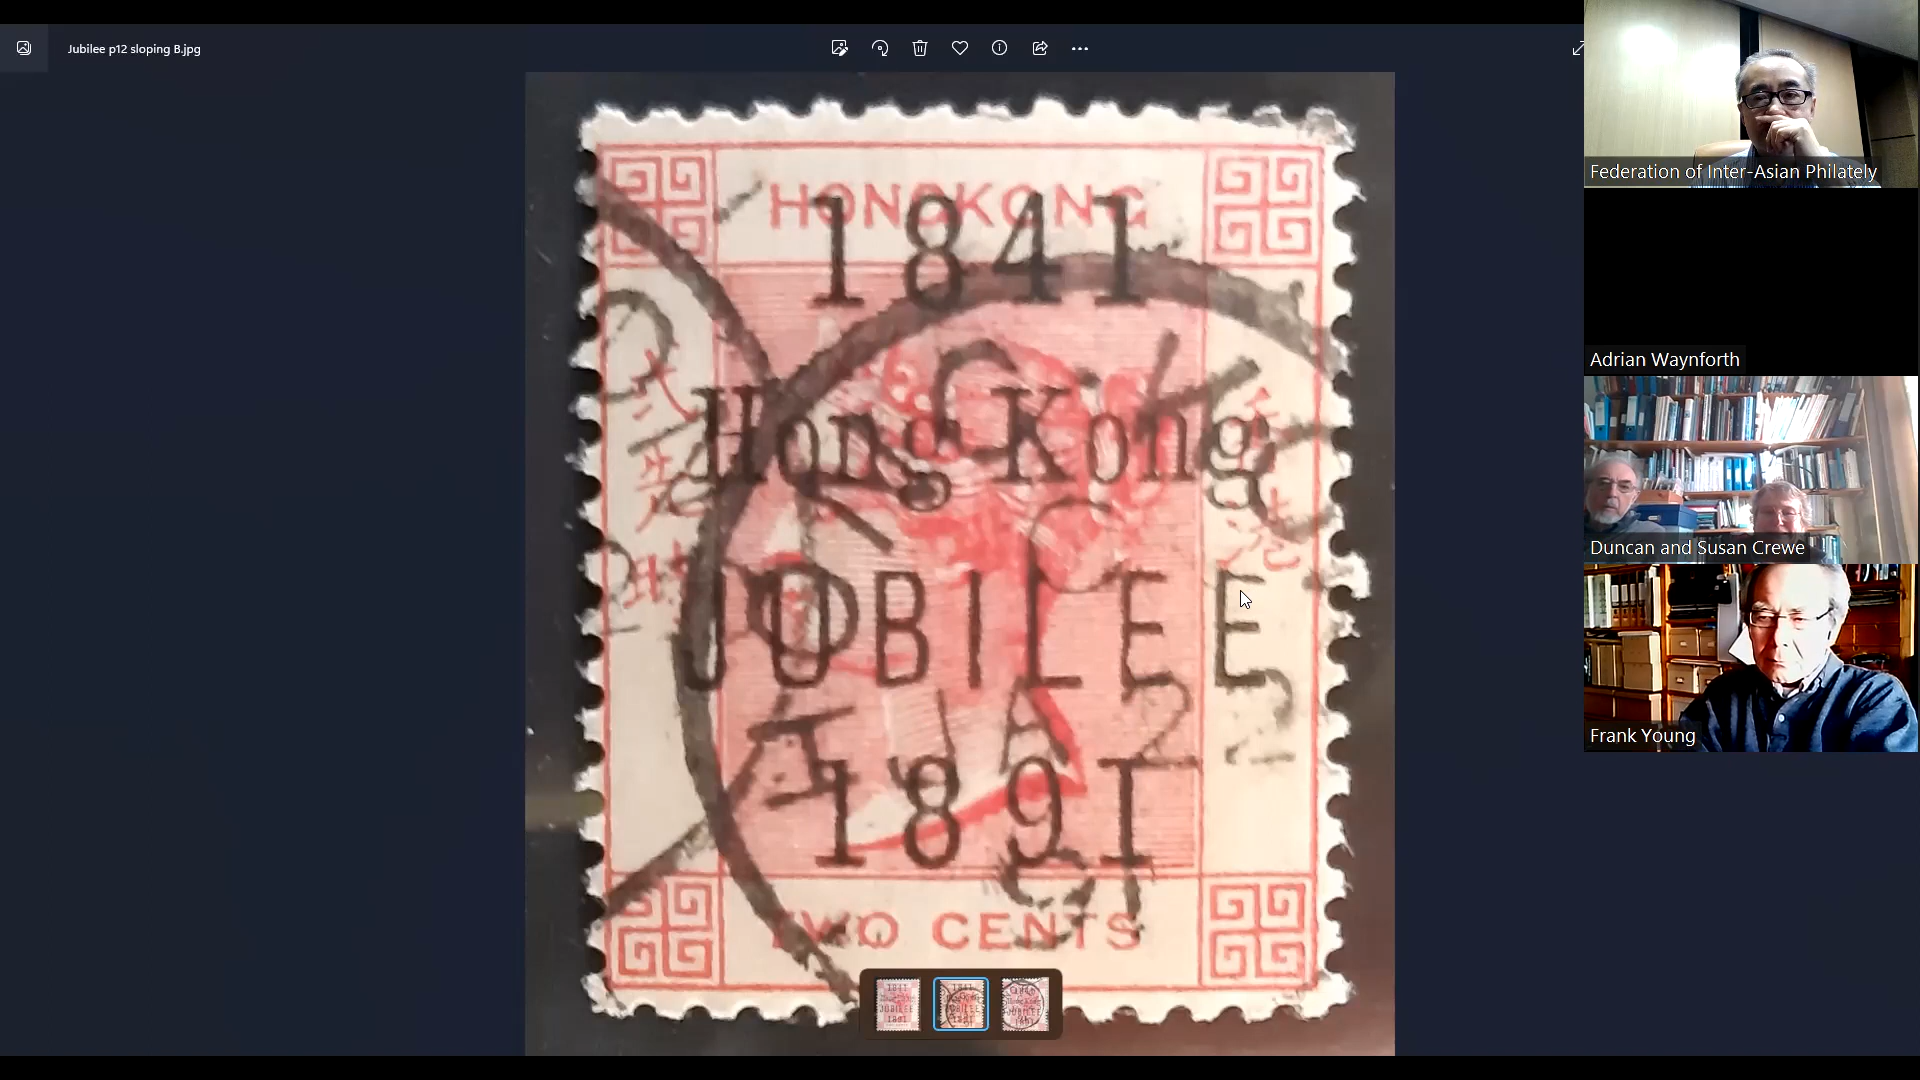 Jubilee p12 sloping B.jpg
HONGKONG
1841
Hong Kong
JUBILEE
1891
TWO CENTS
Federation of Inter-Asian Philately
Adrian Waynforth
Duncan and Susan Crewe
Frank Young